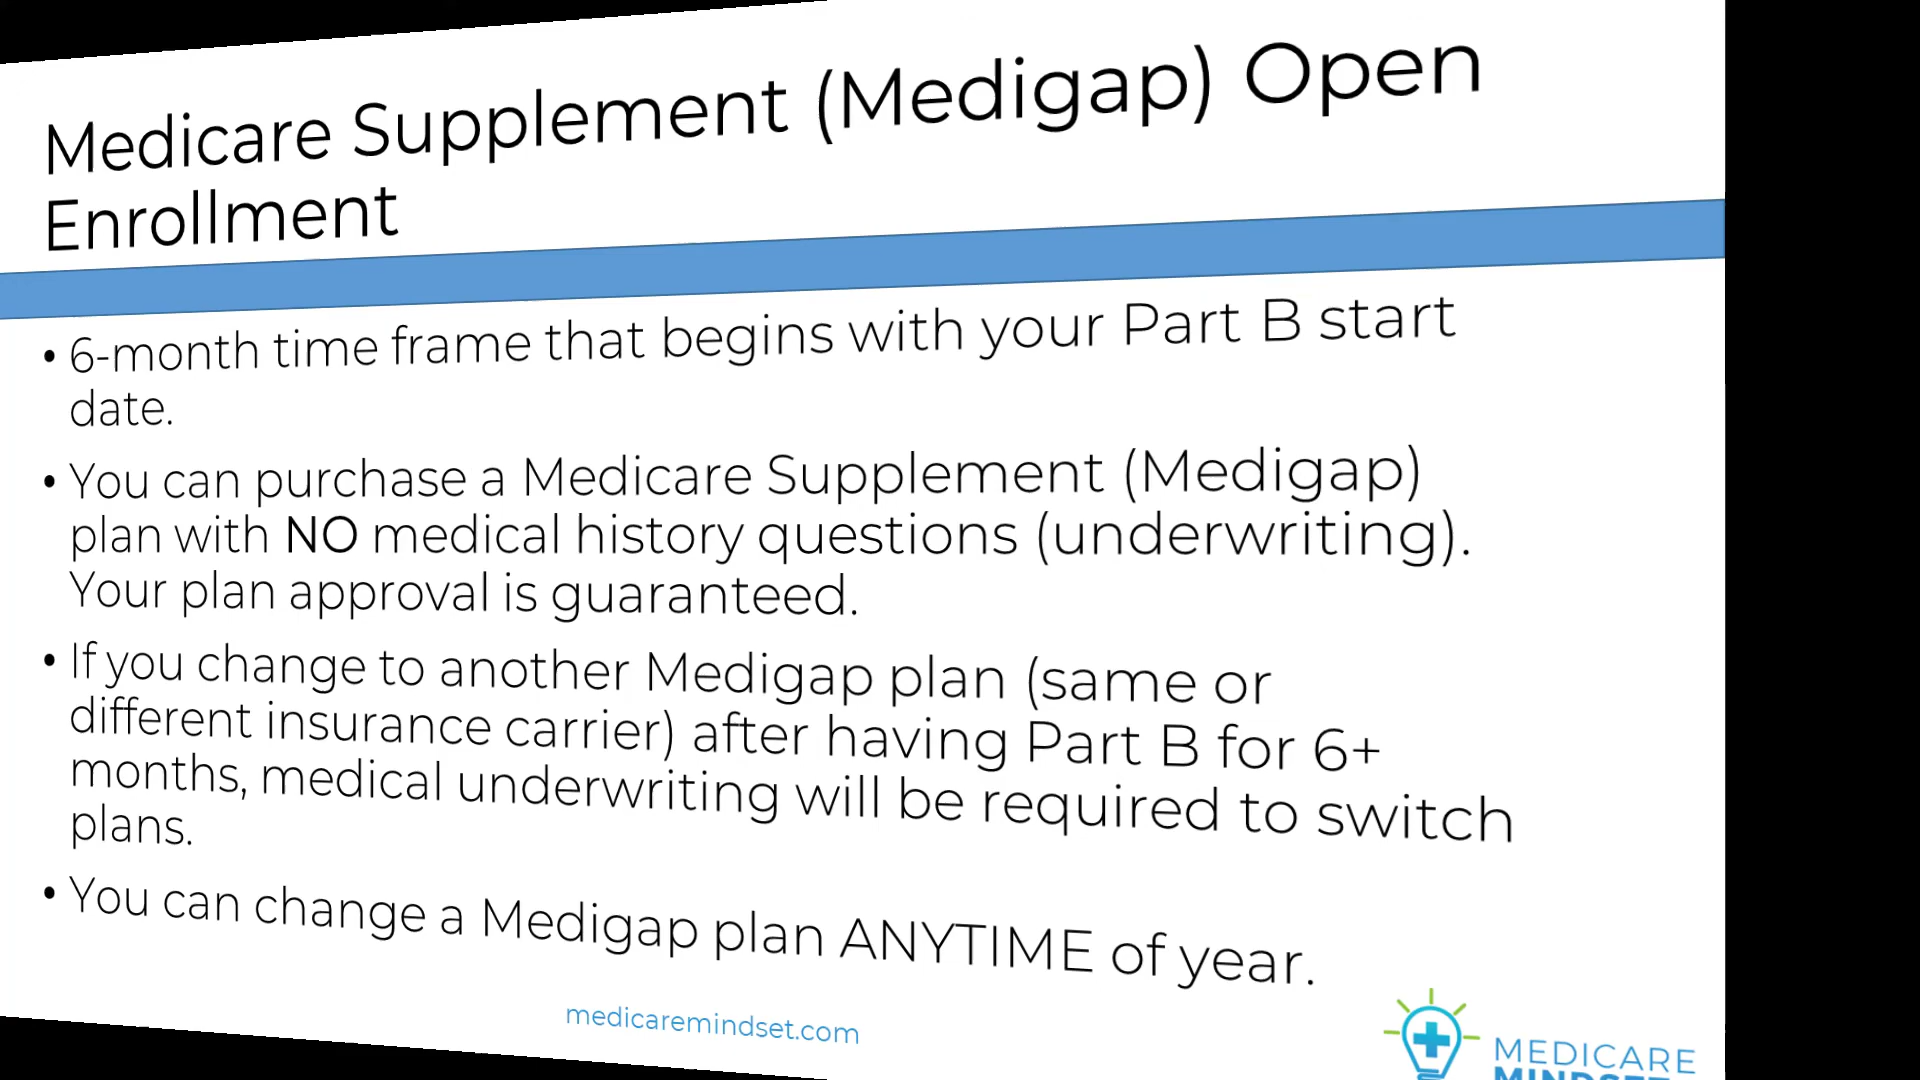 Medicare Supplement (Medigap) Open
Enrollment
• 6-month time frame that begins with your Part B start
date.
• You can purchase a Medicare Supplement (Medigap)
plan with NO medical history questions (underwriting).
Your plan approval is guaranteed.
• If you change to another Medigap plan (same or
different insurance carrier) after having Part B for 6+
months, medical underwriting will be required to switch
plans.
• You can change a Medigap plan ANYTIME of year.
medicaremindset.com
MEDICARE
MINDSET